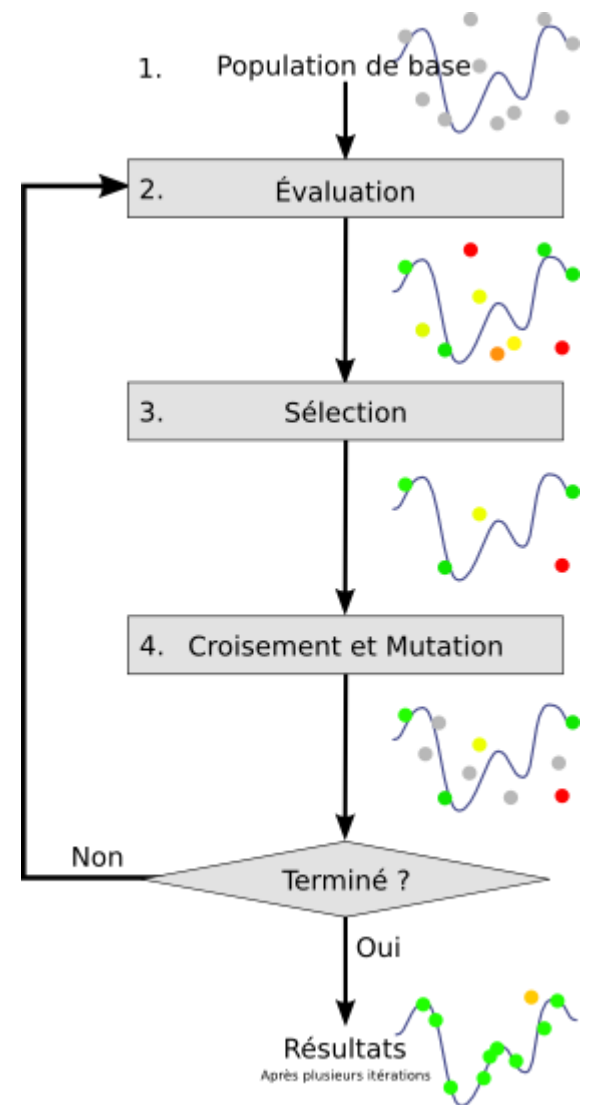 1. Population de base
2. Évaluation
3. Sélection
4. Croisement et Mutation
Non
Terminé ?
Oui
Résultats
Après plusieurs itérations